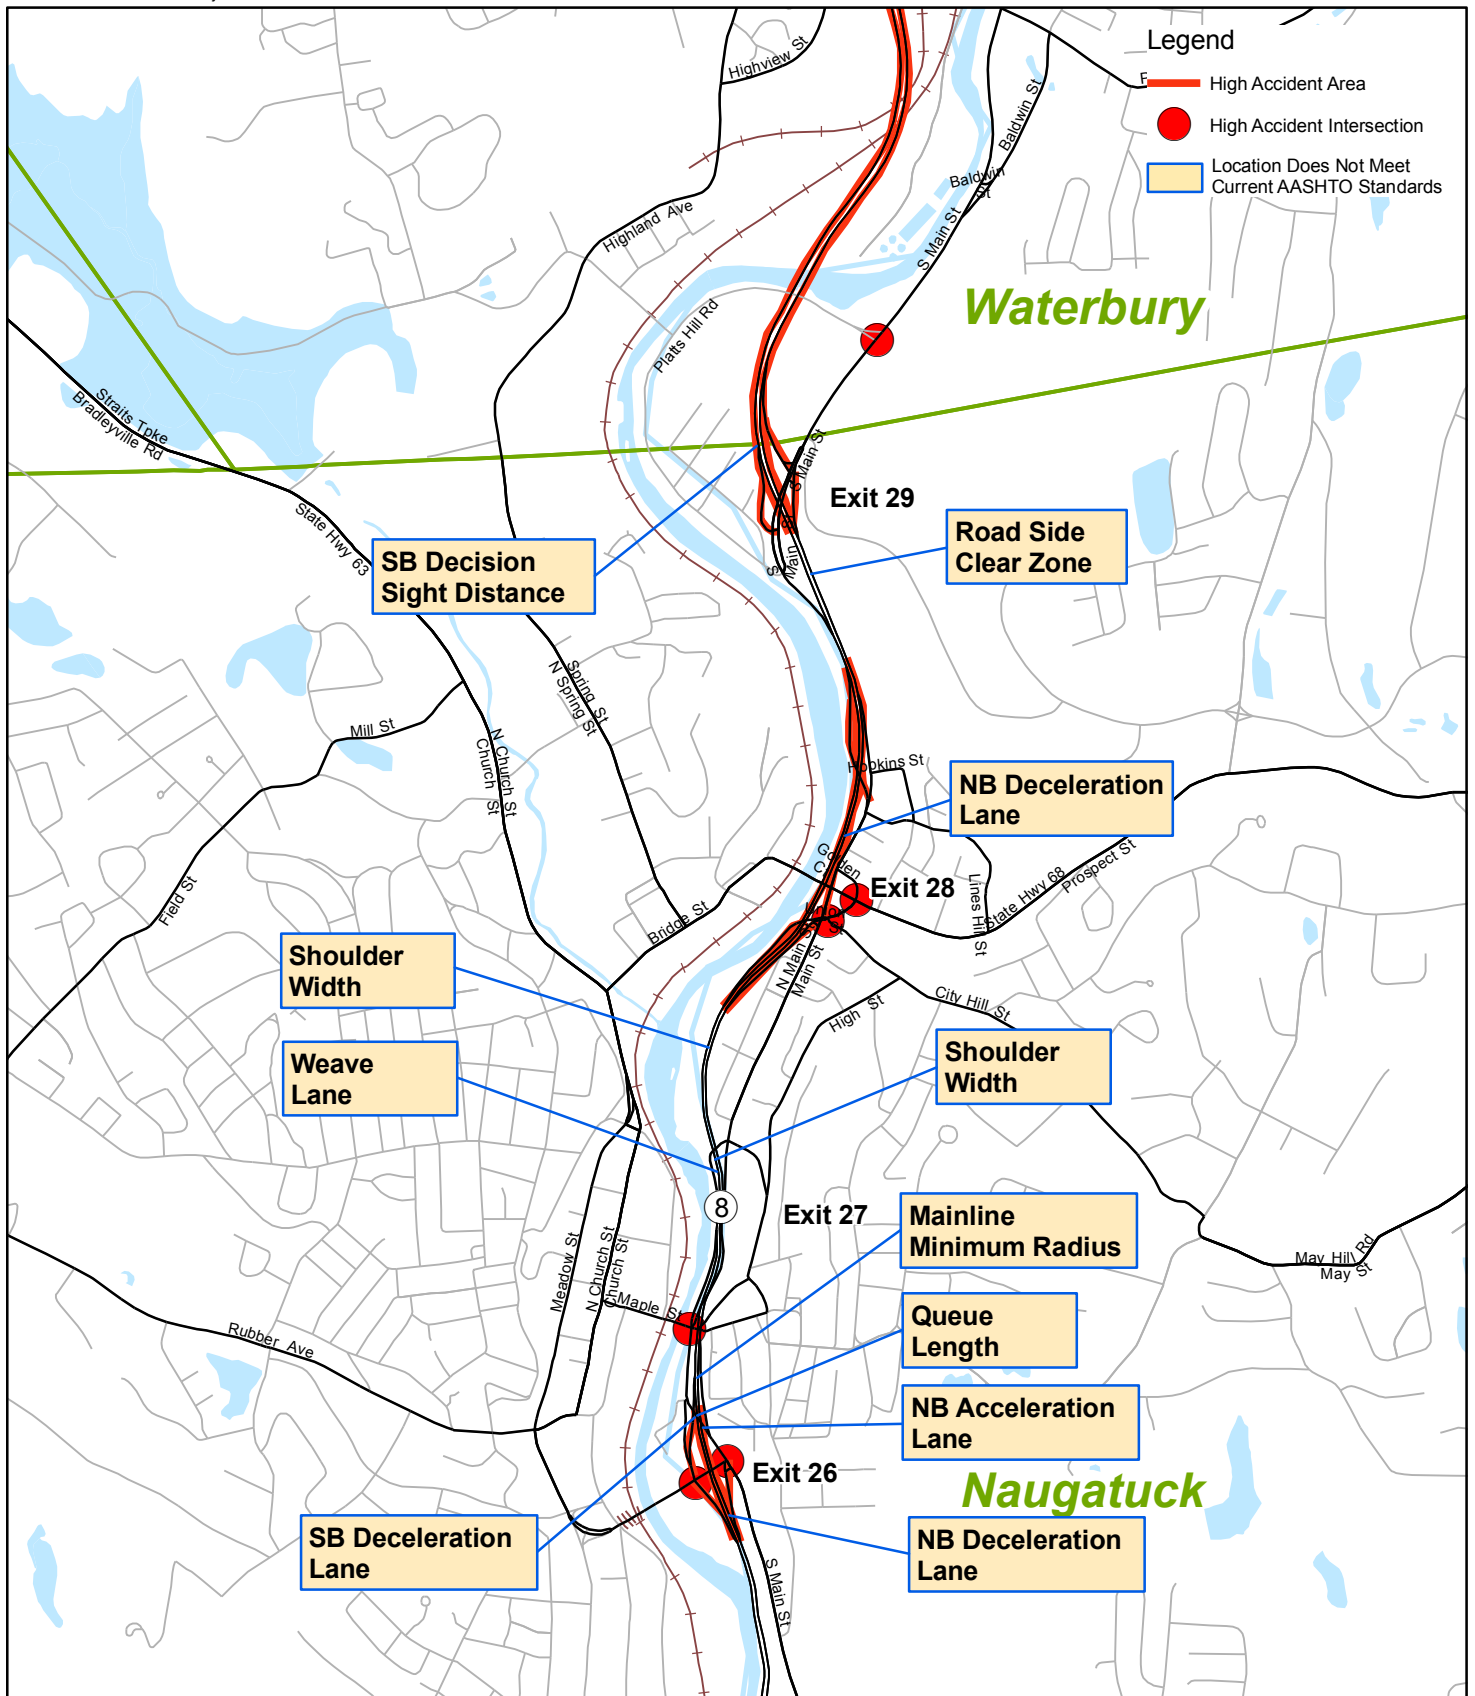 Legend
High Accident Area
High Accident Intersection
Location Does Not Meet
Current AASHTO Standards
Highview St
Baldwin St
Baldwin
St
S Main St
Highland Ave
Waterbury
Platts Hill Rd
Straits Tpke
Bradleyville Rd
S Main St
Exit 29
State Hwy 63
SB Decision
Sight Distance
Road Side
Clear Zone
S
Main
St
Spring St
N Spring St
Mill St
N Church St
Church St
Hopkins St
NB Deceleration
Lane
Golden
Exit 28
Prospect St
State Hwy 68
Lines Hill St
Field St
Bridge St
N Main St
Main St
Shoulder
Width
City Hill St
High St
Weave
Lane
Shoulder
Width
8
Exit 27
Mainline
Minimum Radius
May Hill Rd
May St
Meadow St
N Church St
Church St
Maple St
Queue
Length
Rubber Ave
NB Acceleration
Lane
Exit 26
Naugatuck
SB Deceleration
Lane
NB Deceleration
Lane
S Main St